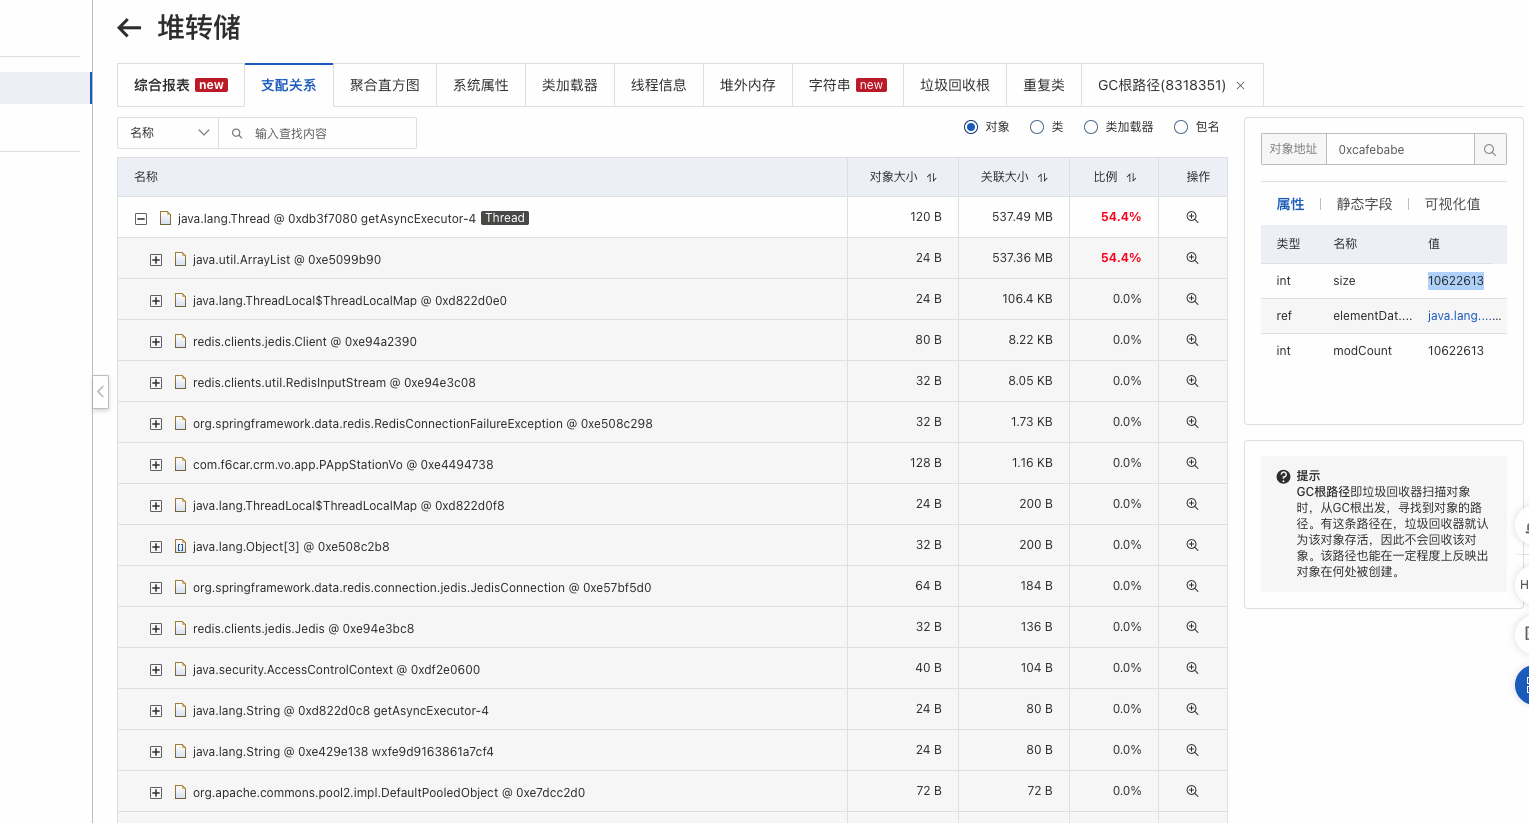 堆转储
综合报表 new 支配关系 聚合直方图 系统属性 类加载器 线程信息 堆外内存 字符串 new 垃圾回收根 重复类 GC根路径(8318351)
名称 输入查找内容 对象 类 类加载器 包名
名称 对象大小 关联大小 比例 操作
java.lang.Thread @ 0xdb3f7080 getAsyncExecutor-4 Thread 120 B 537.49 MB 54.4%
java.util.ArrayList @ 0xe5099b90 24 B 537.36 MB 54.4%
java.lang.ThreadLocal$ThreadLocalMap @ 0xd822d0e0 24 B 106.4 KB 0.0%
redis.clients.jedis.Client @ 0xe94a2390 80 B 8.22 KB 0.0%
redis.clients.util.RedisInputStream @ 0xe94e3c08 32 B 8.05 KB 0.0%
org.springframework.data.redis.RedisConnectionFailureException @ 0xe508c298 32 B 1.73 KB 0.0%
com.f6car.crm.vo.app.PAppStationVo @ 0xe4494738 128 B 1.16 KB 0.0%
java.lang.ThreadLocal$ThreadLocalMap @ 0xd822d0f8 24 B 200 B 0.0%
java.lang.Object[3] @ 0xe508c2b8 32 B 200 B 0.0%
org.springframework.data.redis.connection.jedis.JedisConnection @ 0xe57bf5d0 64 B 184 B 0.0%
redis.clients.jedis.Jedis @ 0xe94e3bc8 32 B 136 B 0.0%
java.security.AccessControlContext @ 0xdf2e0600 40 B 104 B 0.0%
java.lang.String @ 0xd822d0c8 getAsyncExecutor-4 24 B 80 B 0.0%
java.lang.String @ 0xe429e138 wxfe9d9163861a7cf4 24 B 80 B 0.0%
org.apache.commons.pool2.impl.DefaultPooledObject @ 0xe7dcc2d0 72 B 72 B 0.0%
对象地址 0xcafebabe
属性 静态字段 可视化值
类型 名称 值
int size 10622613
ref elementDat.... java.lang......
int modCount 10622613
提示
GC根路径即垃圾回收器扫描对象
时，从GC根出发，寻找到对象的路
径。有这条路径在，垃圾回收器就认
为该对象存活，因此不会回收该对
象。该路径也能在一定程度上反映出
对象在何处被创建。
H